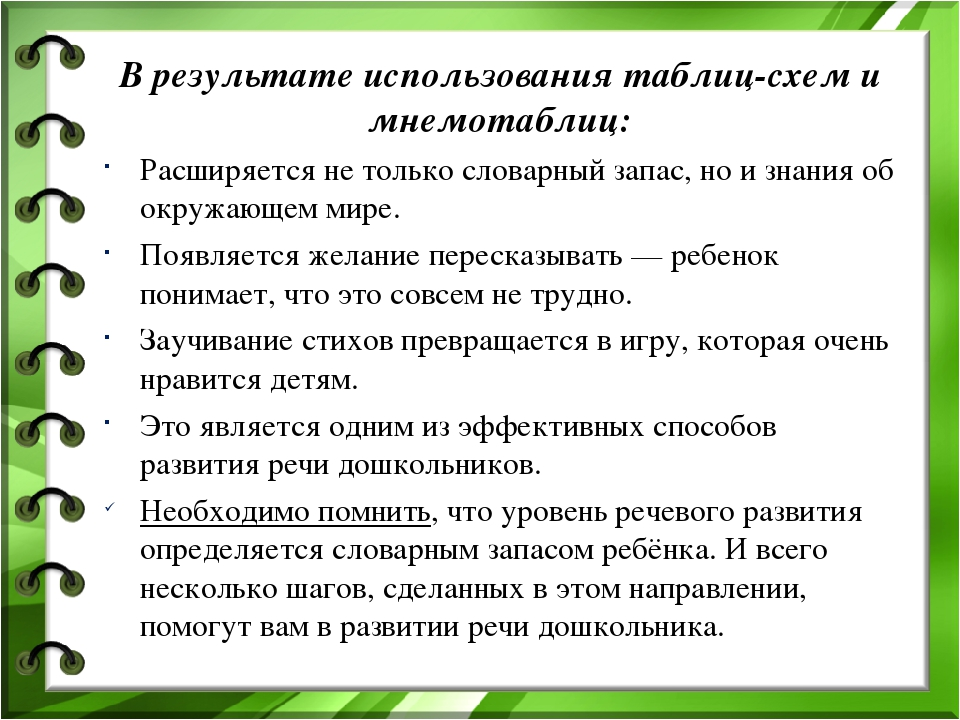 В результате использования таблиц-схем и
мнемотаблиц:
Расширяется не только словарный запас, но и знания об
окружающем мире.
Появляется желание пересказывать — ребенок
понимает, что это совсем не трудно.
Заучивание стихов превращается в игру, которая очень
нравится детям.
Это является одним из эффективных способов
развития речи дошкольников.
Необходимо помнить, что уровень речевого развития
определяется словарным запасом ребёнка. И всего
несколько шагов, сделанных в этом направлении,
помогут вам в развитии речи дошкольника.